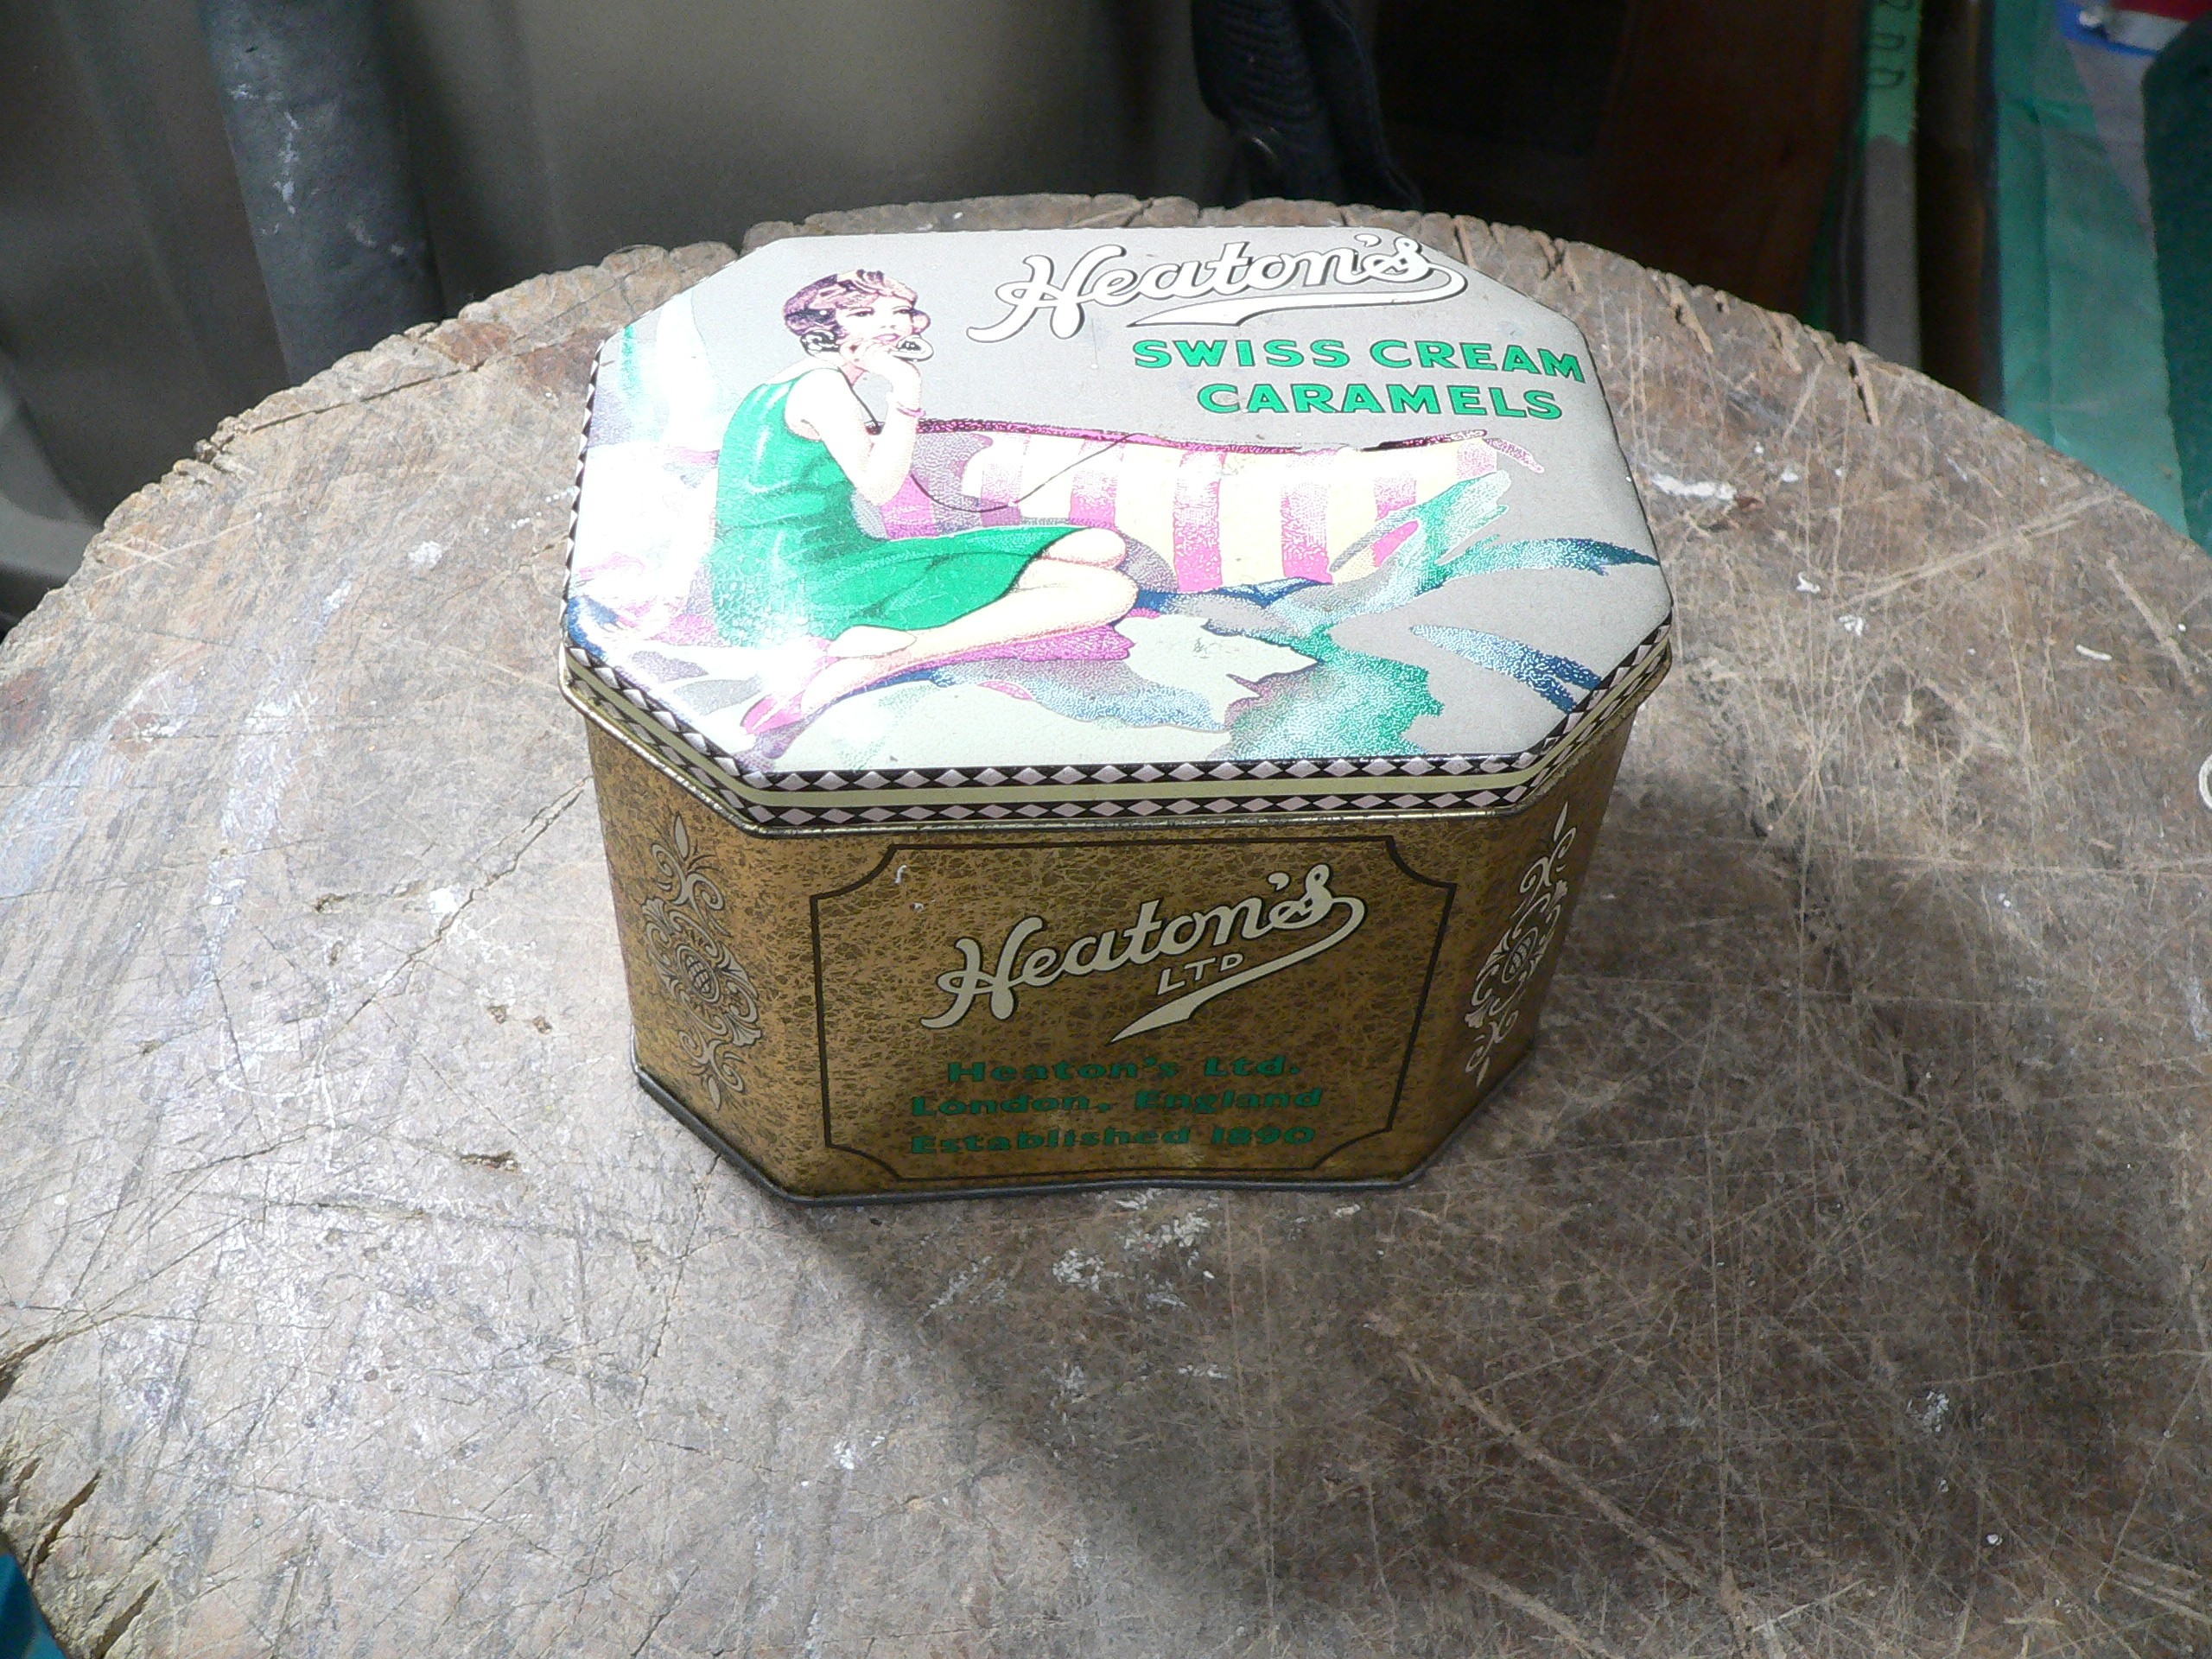 Heaton's
SWISS CREAM
CARAMELS
Heaton's
LTD
Heaton's Ltd.
London, England
Established 1890